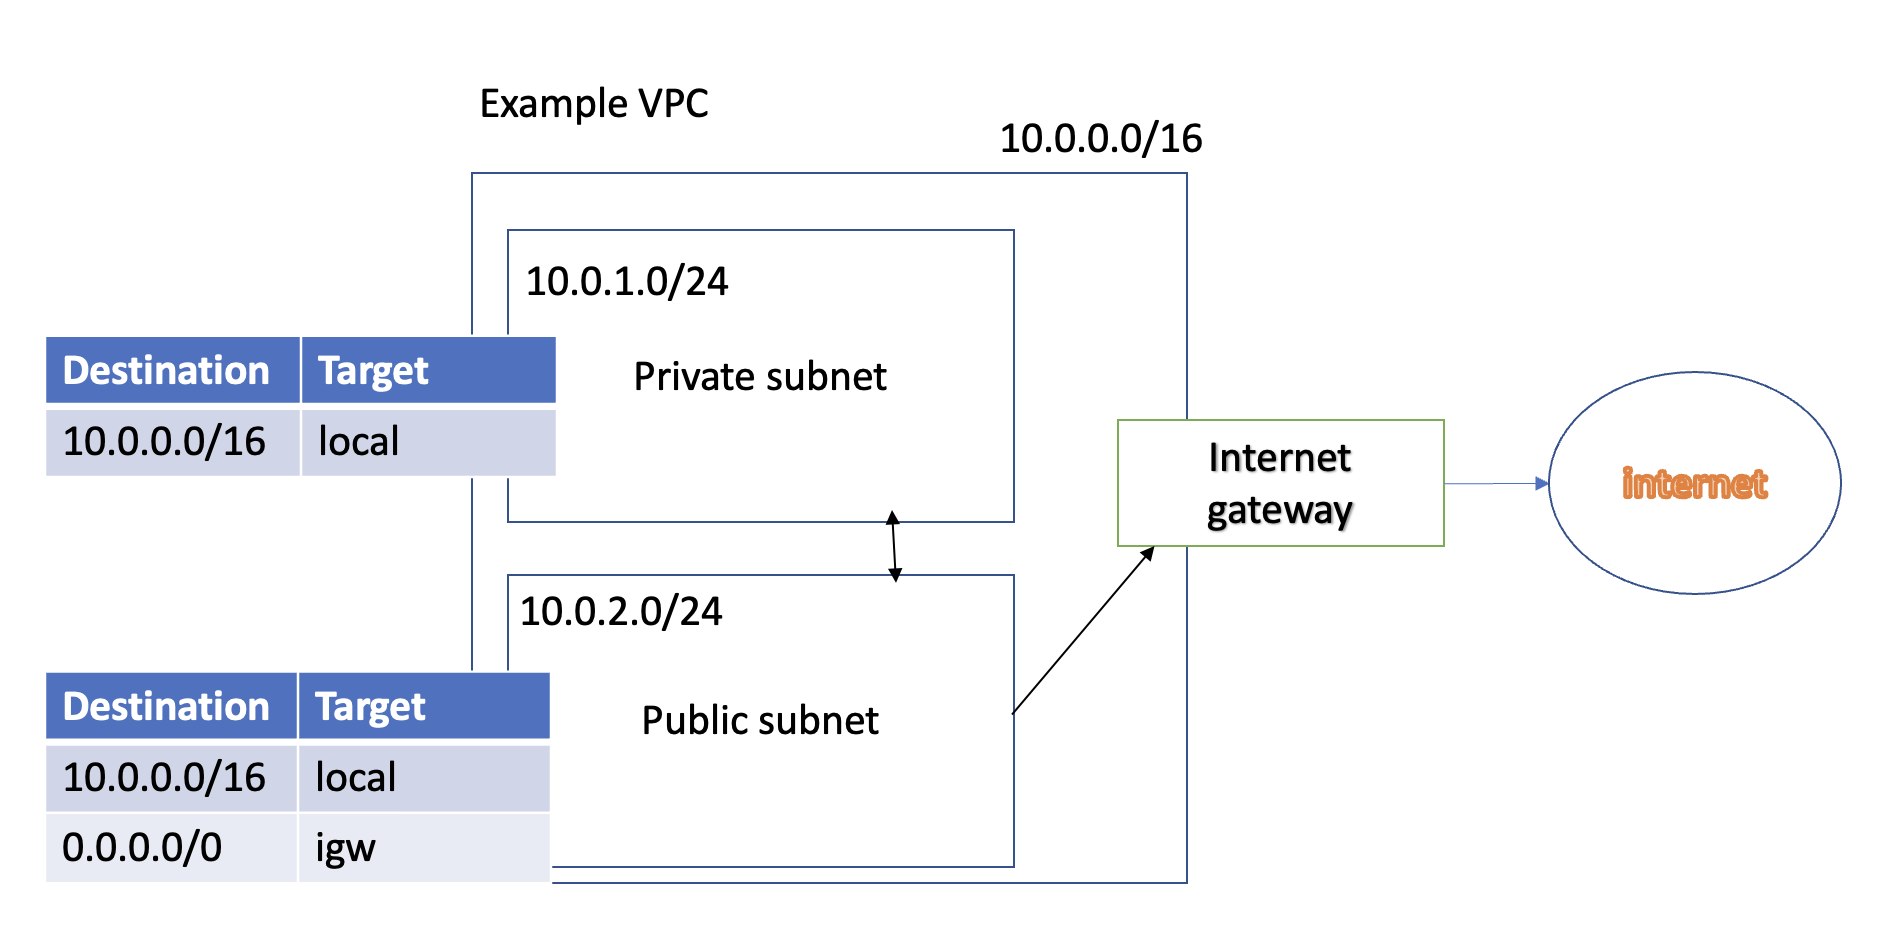 Example VPC
10.0.0.0/16
10.0.1.0/24
Private subnet
Destination Target
10.0.0.0/16 local
Internet
gateway
internet
10.0.2.0/24
Public subnet
Destination Target
10.0.0.0/16 local
0.0.0.0/0 igw